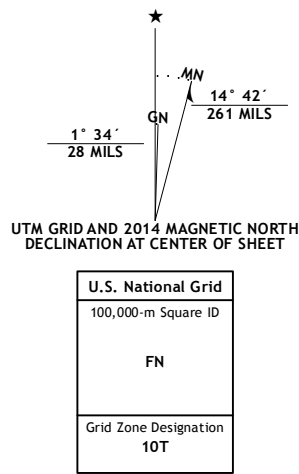 MN
GN
14° 42´
261 MILS
1° 34´
28 MILS
UTM GRID AND 2014 MAGNETIC NORTH
DECLINATION AT CENTER OF SHEET
U.S. National Grid
100,000-m Square ID
FN
Grid Zone Designation
10T